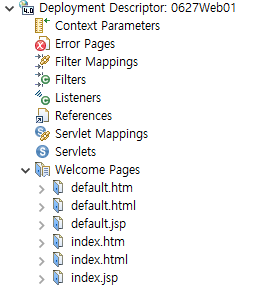 Deployment Descriptor: 0627Web01
Context Parameters
Error Pages
Filter Mappings
Filters
Listeners
References
Servlet Mappings
Servlets
Welcome Pages
default.htm
default.html
default.jsp
index.htm
index.html
index.jsp